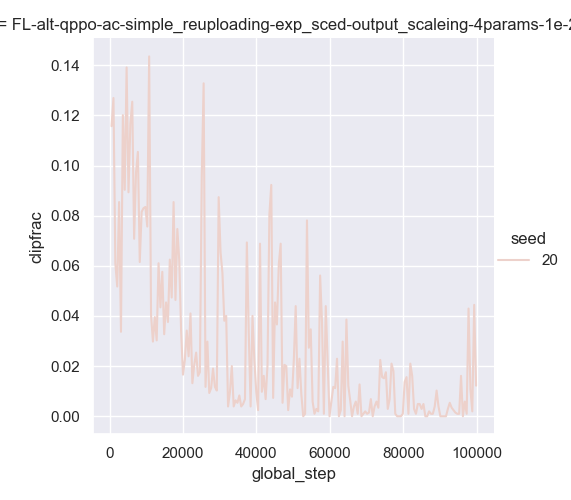 = FL-alt-qppo-ac-simple_reuploading-exp_sced-output_scaleing-4params-1e-2
clipfrac
0.14
0.12
0.10
0.08
0.06
0.04
0.02
0.00
0 20000 40000 60000 80000 100000
global_step
seed
20